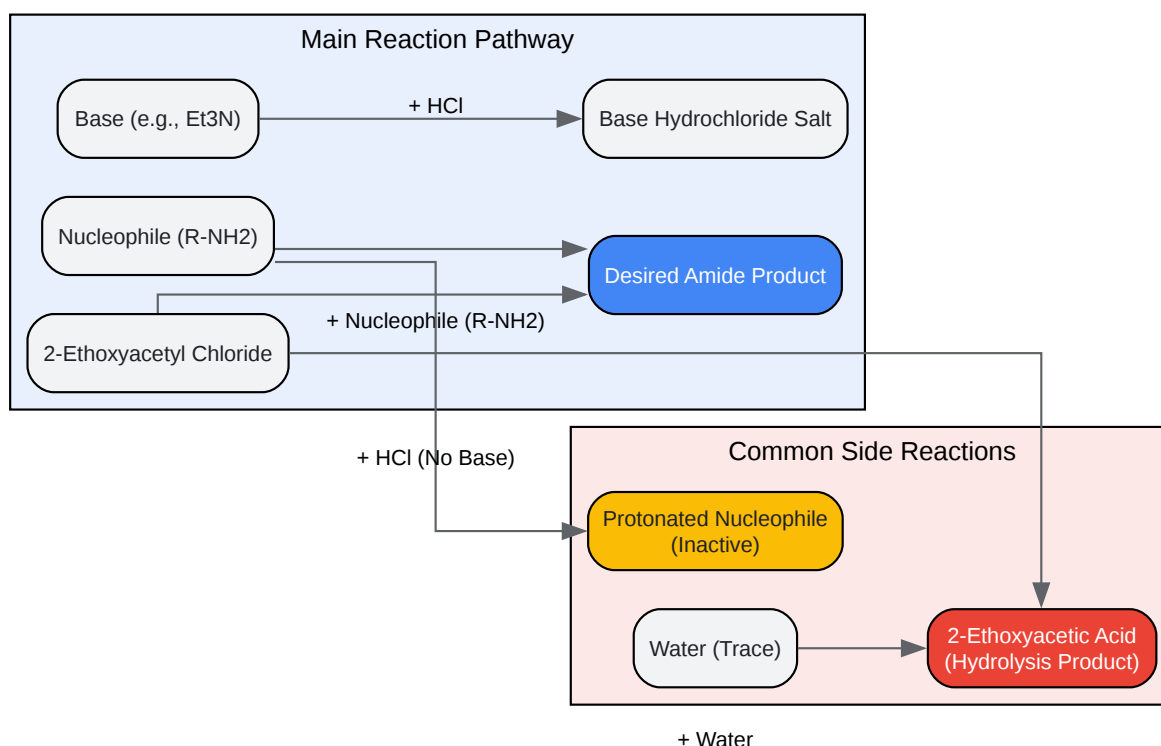 Main Reaction Pathway
Base (e.g., Et3N)
+ HCl
Base Hydrochloride Salt
Nucleophile (R-NH2)
Desired Amide Product
+ Nucleophile (R-NH2)
2-Ethoxyacetyl Chloride
+ HCl (No Base)
Common Side Reactions
Protonated Nucleophile
(Inactive)
Water (Trace)
2-Ethoxyacetic Acid
(Hydrolysis Product)
+ Water